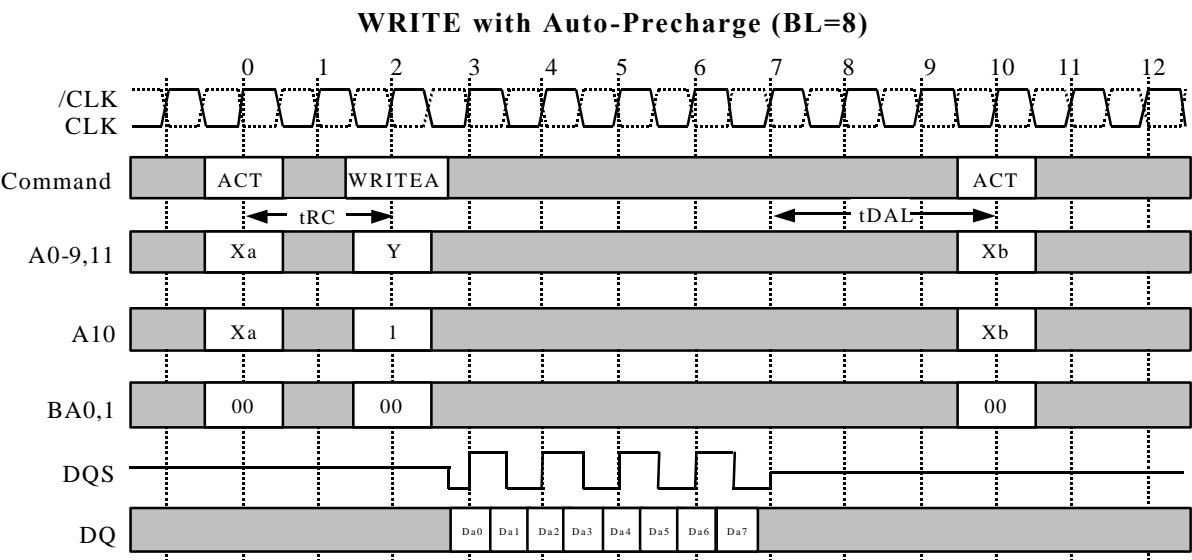 WRITE with Auto-Precharge (BL=8)
0 1 2 3 4 5 6 7 8 9 10 11 12
/CLK
CLK
Command ACT WRITEA ACT
tRC tDAL
A0-9,11 Xa Y Xb
A10 Xa 1 Xb
BA0,1 00 00 00
DQS
DQ Da0 Da1 Da2 Da3 Da4 Da5 Da6 Da7